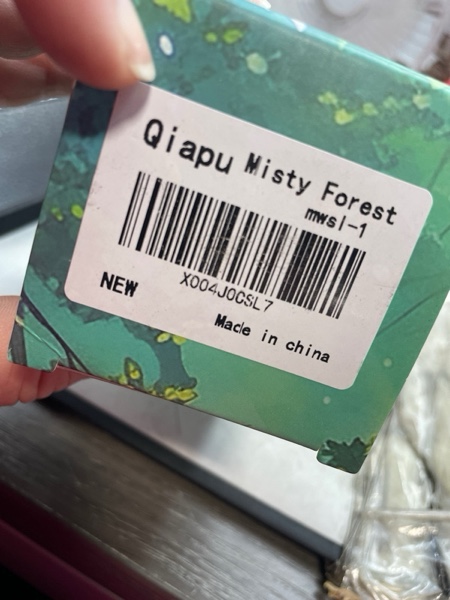 Qiapu Misty Forest
mwsl-1
X004J0CSL7
NEW
Made in china